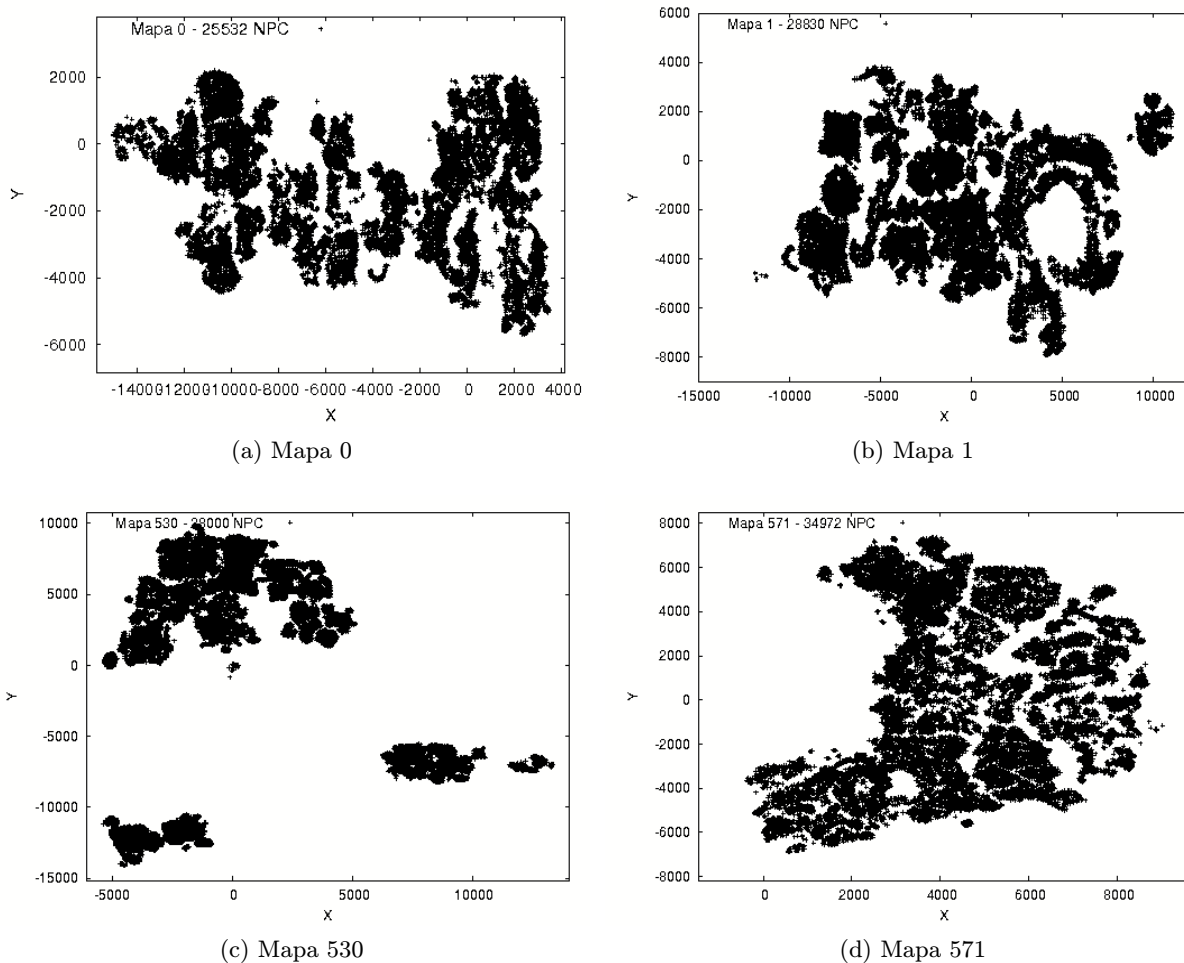 Mapa 0 - 25532 NPC
2000
0
-2000
-4000
-6000
Y
-14000-12000-10000 -8000 -6000 -4000 -2000 0 2000 4000
X
(a) Mapa 0
Mapa 1 - 28830 NPC
6000
4000
2000
0
-2000
-4000
-6000
-8000
Y
-15000 -10000 -5000 0 5000 10000
X
(b) Mapa 1
Mapa 530 - 28000 NPC
10000
5000
0
-5000
-10000
-15000
Y
-5000 0 5000 10000
X
(c) Mapa 530
Mapa 571 - 34972 NPC
8000
6000
4000
2000
0
-2000
-4000
-6000
-8000
Y
0 2000 4000 6000 8000
X
(d) Mapa 571